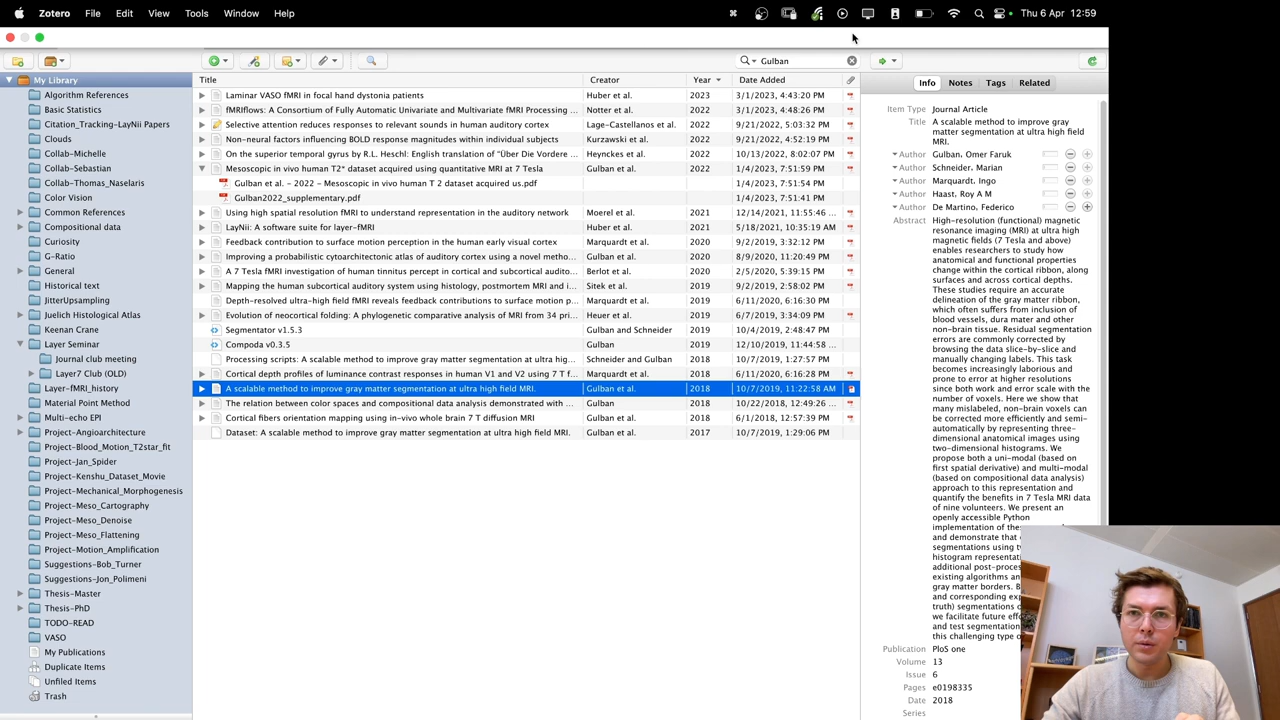 Zotero File Edit View Tools Window Help Thu 6 Apr 12:59
Gulban
My Library
Algorithm References
Basic Statistics
Citation_Tracking-LayNii Papers
Clouds
Collab-Michelle
Collab-Sebastian
Collab-Thomas_Naselaris
Color Vision
Common References
Compositional data
Curiosity
G-Ratio
General
Historical text
JitterUpsampling
Juelich Histological Atlas
Keenan Crane
Layer Seminar
Journal club meeting
Layer7 Club (OLD)
Layer-fMRI_history
Material Point Method
Multi-echo EPI
Project-Angioarchitecture
Project-Blood_Motion_T2star_fit
Project-Jan_Spider
Project-Kenshu_Dataset_Movie
Project-Mechanical_Morphogenesis
Project-Meso_Cartography
Project-Meso_Denoise
Project-Meso_Flattening
Project-Motion_Amplification
Suggestions-Bob_Turner
Suggestions-Jon_Polimeni
Thesis-Master
Thesis-PhD
TODO-READ
VASO
My Publications
Duplicate Items
Unfiled Items
Trash
Title Creator Year Date Added
Laminar VASO fMRI in focal hand dystonia patients Huber et al. 2023 3/1/2023, 4:43:20 PM
fMRIflows: A Consortium of Fully Automatic Univariate and Multivariate fMRI Processing ... Notter et al. 2022 3/1/2023, 4:48:26 PM
Selective attention reduces responses to relevant sounds in human auditory cortex Lage-Castellanos et al. 2022 9/21/2022, 5:03:32 PM
Non-neural factors influencing BOLD response magnitudes within individual subjects Kurzawski et al. 2022 9/21/2022, 4:52:19 PM
On the superior temporal gyrus by R.L. Heschl: English translation of “Über Die Vordere ... Heynckes et al. 2022 10/13/2022, 8:02:07 PM
Mesoscopic in vivo human T2* dataset acquired using quantitative MRI at 7 Tesla Gulban et al. 2022 1/4/2023, 7:51:59 PM
Gulban et al. - 2022 - Mesoscopic in vivo human T 2 dataset acquired us.pdf 1/4/2023, 7:51:54 PM
Gulban2022_supplementary.pdf 1/4/2023, 7:51:41 PM
Using high spatial resolution fMRI to understand representation in the auditory network Moerel et al. 2021 12/14/2021, 11:55:46 ...
LayNii: A software suite for layer-fMRI Huber et al. 2021 5/18/2021, 10:35:19 AM
Feedback contribution to surface motion perception in the human early visual cortex Marquardt et al. 2020 9/2/2019, 3:32:12 PM
Improving a probabilistic cytoarchitectonic atlas of auditory cortex using a novel metho... Gulban et al. 2020 8/9/2020, 11:20:49 PM
A 7 Tesla fMRI investigation of human tinnitus percept in cortical and subcortical audito... Berlot et al. 2020 2/5/2020, 5:39:15 PM
Mapping the human subcortical auditory system using histology, postmortem MRI and i... Sitek et al. 2019 9/2/2019, 2:58:02 PM
Depth-resolved ultra-high field fMRI reveals feedback contributions to surface motion p... Marquardt et al. 2019 6/11/2020, 6:16:30 PM
Evolution of neocortical folding: A phylogenetic comparative analysis of MRI from 34 pri... Heuer et al. 2019 6/7/2019, 3:34:09 PM
Segmentator v1.5.3 Gulban and Schneider 2019 10/4/2019, 2:48:47 PM
Compoda v0.3.5 Gulban 2019 12/10/2019, 11:44:58 ...
Processing scripts: A scalable method to improve gray matter segmentation at ultra hig... Schneider and Gulban 2018 10/7/2019, 1:27:57 PM
Cortical depth profiles of luminance contrast responses in human V1 and V2 using 7 T f... Marquardt et al. 2018 6/11/2020, 6:16:28 PM
A scalable method to improve gray matter segmentation at ultra high field MRI. Gulban et al. 2018 10/7/2019, 11:22:58 AM
The relation between color spaces and compositional data analysis demonstrated with ... Gulban 2018 10/22/2018, 12:49:26 ...
Cortical fibers orientation mapping using in-vivo whole brain 7 T diffusion MRI Gulban et al. 2018 6/1/2018, 12:57:39 PM
Dataset: A scalable method to improve gray matter segmentation at ultra high field MRI. Gulban et al. 2017 10/7/2019, 1:29:06 PM
Info Notes Tags Related
Item Type Journal Article
Title A scalable method to improve gray
matter segmentation at ultra high field
MRI.
Author Gulban, Omer Faruk
Author Schneider, Marian
Author Marquardt, Ingo
Author Haast, Roy A M
Author De Martino, Federico
Abstract High-resolution (functional) magnetic
resonance imaging (MRI) at ultra high
magnetic fields (7 Tesla and above)
enables researchers to study how
anatomical and functional properties
change within the cortical ribbon, along
surfaces and across cortical depths.
These studies require an accurate
delineation of the gray matter ribbon,
which often suffers from inclusion of
blood vessels, dura mater and other
non-brain tissue. Residual segmentation
errors are commonly corrected by
browsing the data slice-by-slice and
manually changing labels. This task
becomes increasingly laborious and
prone to error at higher resolutions
since both work and error scale with the
number of voxels. Here we show that
many mislabeled, non-brain voxels can
be corrected more efficiently and semi-
automatically by representing three-
dimensional anatomical images using
two-dimensional histograms. We
propose both a uni-modal (based on
first spatial derivative) and multi-modal
(based on compositional data analysis)
approach to this representation and
quantify the benefits in 7 Tesla MRI data
of nine volunteers. We present an
openly accessible Python
implementation of the
and demonstrate that
segmentations using
histogram representat
additional post-proces
existing algorithms an
gray matter borders. B
and corresponding exp
truth) segmentations o
we facilitate future eff
and test segmentation
this challenging type o
Publication PloS one
Volume 13
Issue 6
Pages e0198335
Date 2018
Series